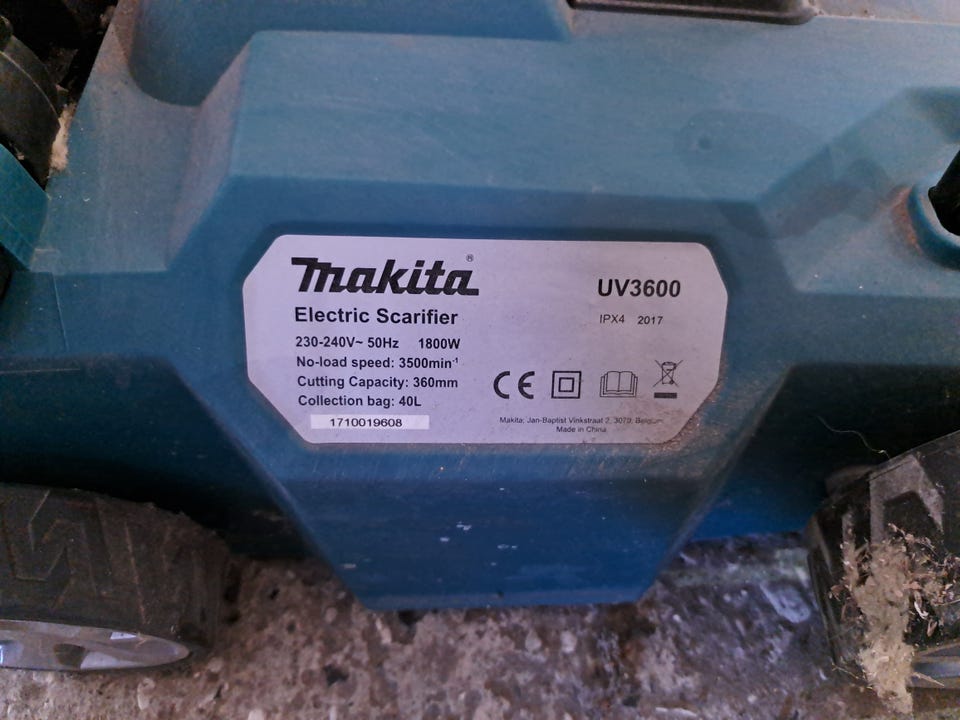 Makita®
Electric Scarifier
230-240V~ 50Hz 1800W
No-load speed: 3500min⁻¹
Cutting Capacity: 360mm
Collection bag: 40L
1710019608
UV3600
IPX4 2017
CE
Makita, Jan-Baptist Vinkstraat 2, 3070, Belgium
Made in China